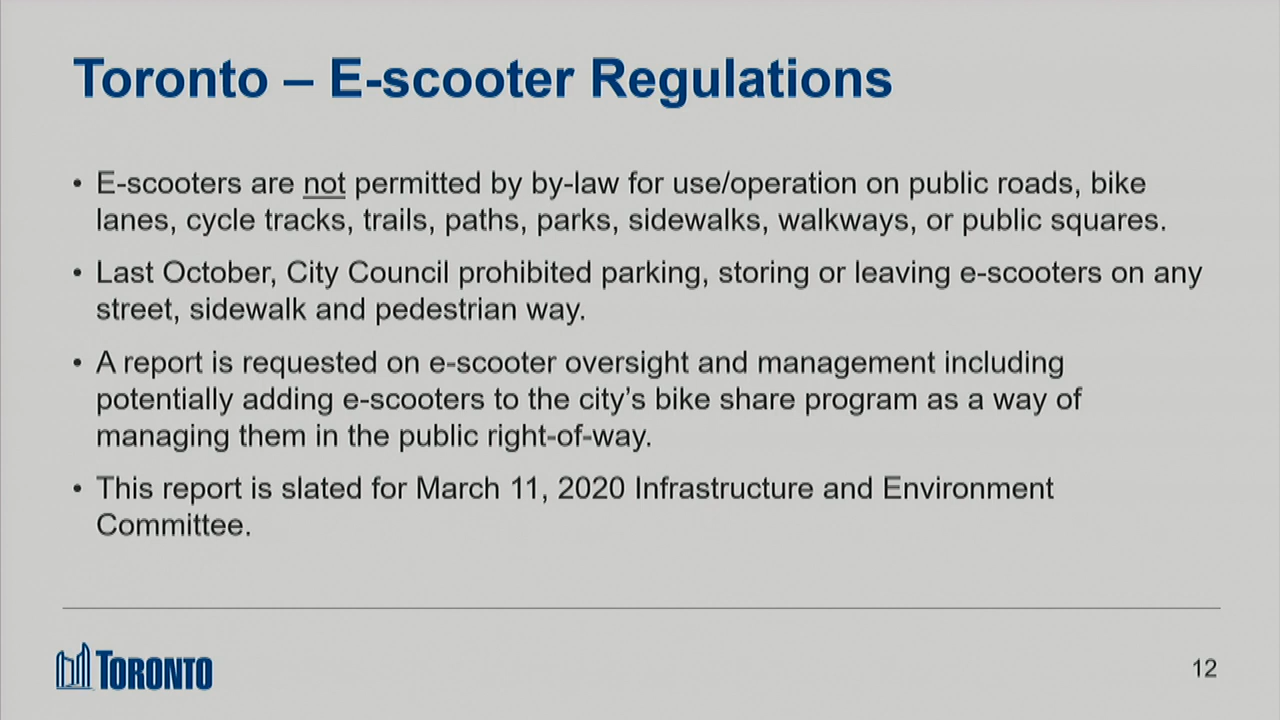 Toronto – E-scooter Regulations
• E-scooters are not permitted by by-law for use/operation on public roads, bike
lanes, cycle tracks, trails, paths, parks, sidewalks, walkways, or public squares.
• Last October, City Council prohibited parking, storing or leaving e-scooters on any
street, sidewalk and pedestrian way.
• A report is requested on e-scooter oversight and management including
potentially adding e-scooters to the city’s bike share program as a way of
managing them in the public right-of-way.
• This report is slated for March 11, 2020 Infrastructure and Environment
Committee.
TORONTO
12